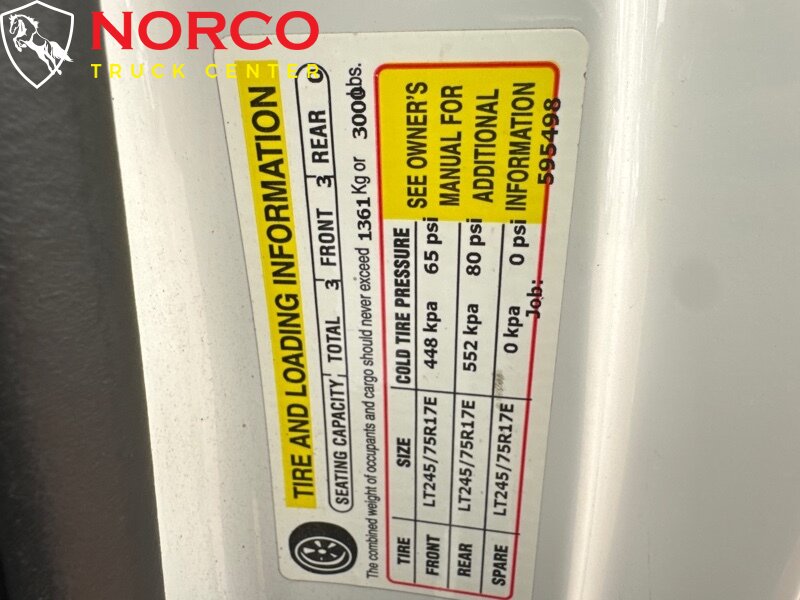 NORCO
TRUCK CENTER
TIRE AND LOADING INFORMATION
SEATING CAPACITY TOTAL 3 FRONT 3 REAR 0
The combined weight of occupants and cargo should never exceed 1361 Kg or 3000 lbs.
TIRE SIZE COLD TIRE PRESSURE
FRONT LT245/75R17E 448 kpa 65 psi
REAR LT245/75R17E 552 kpa 80 psi
SPARE LT245/75R17E 0 kpa 0 psi
SEE OWNER'S
MANUAL FOR
ADDITIONAL
INFORMATION
Job: 595498